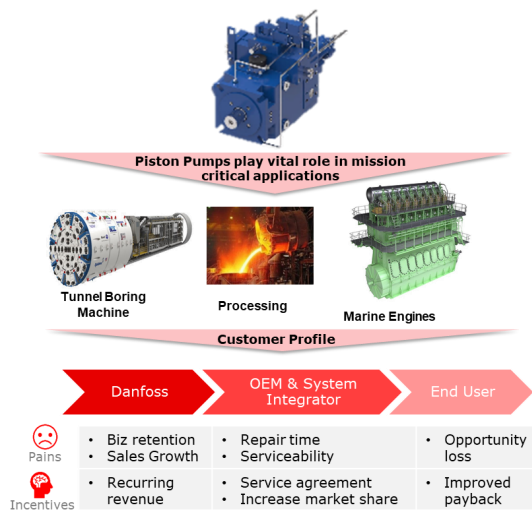 Piston Pumps play vital role in mission
critical applications
Tunnel Boring
Machine
Processing
Marine Engines
Customer Profile
Danfoss
OEM & System
Integrator
End User
Pains
• Biz retention
• Sales Growth
• Repair time
• Serviceability
• Opportunity
loss
Incentives
• Recurring
revenue
• Service agreement
• Increase market share
• Improved
payback